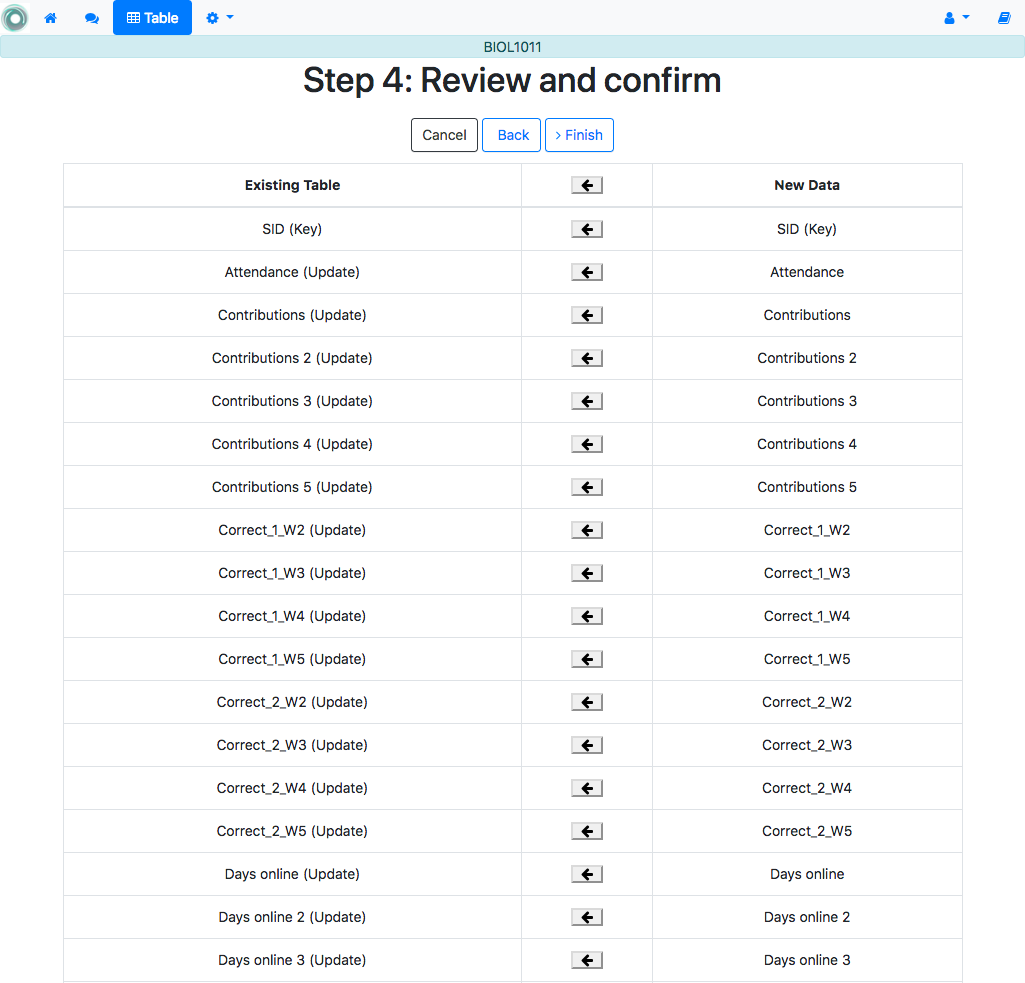 Table
BIOL1011
Step 4: Review and confirm
Cancel Back > Finish
Existing Table New Data
SID (Key) SID (Key)
Attendance (Update) Attendance
Contributions (Update) Contributions
Contributions 2 (Update) Contributions 2
Contributions 3 (Update) Contributions 3
Contributions 4 (Update) Contributions 4
Contributions 5 (Update) Contributions 5
Correct_1_W2 (Update) Correct_1_W2
Correct_1_W3 (Update) Correct_1_W3
Correct_1_W4 (Update) Correct_1_W4
Correct_1_W5 (Update) Correct_1_W5
Correct_2_W2 (Update) Correct_2_W2
Correct_2_W3 (Update) Correct_2_W3
Correct_2_W4 (Update) Correct_2_W4
Correct_2_W5 (Update) Correct_2_W5
Days online (Update) Days online
Days online 2 (Update) Days online 2
Days online 3 (Update) Days online 3